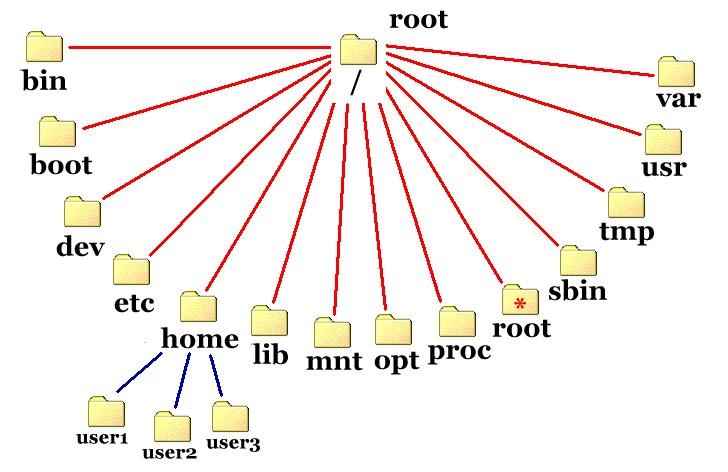 root
/
bin
var
boot
usr
dev
tmp
etc
sbin
home
lib
mnt
opt
proc
*
root
user1
user2
user3